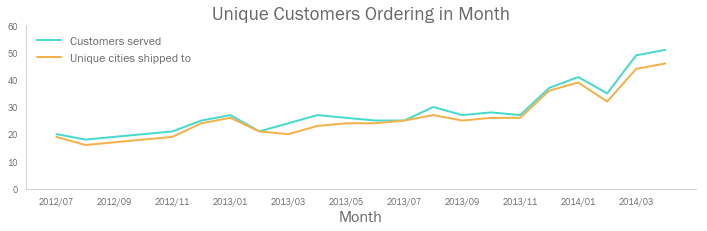 Unique Customers Ordering in Month
60
50
40
30
20
10
0
Customers served
Unique cities shipped to
2012/07 2012/09 2012/11 2013/01 2013/03 2013/05 2013/07 2013/09 2013/11 2014/01 2014/03
Month